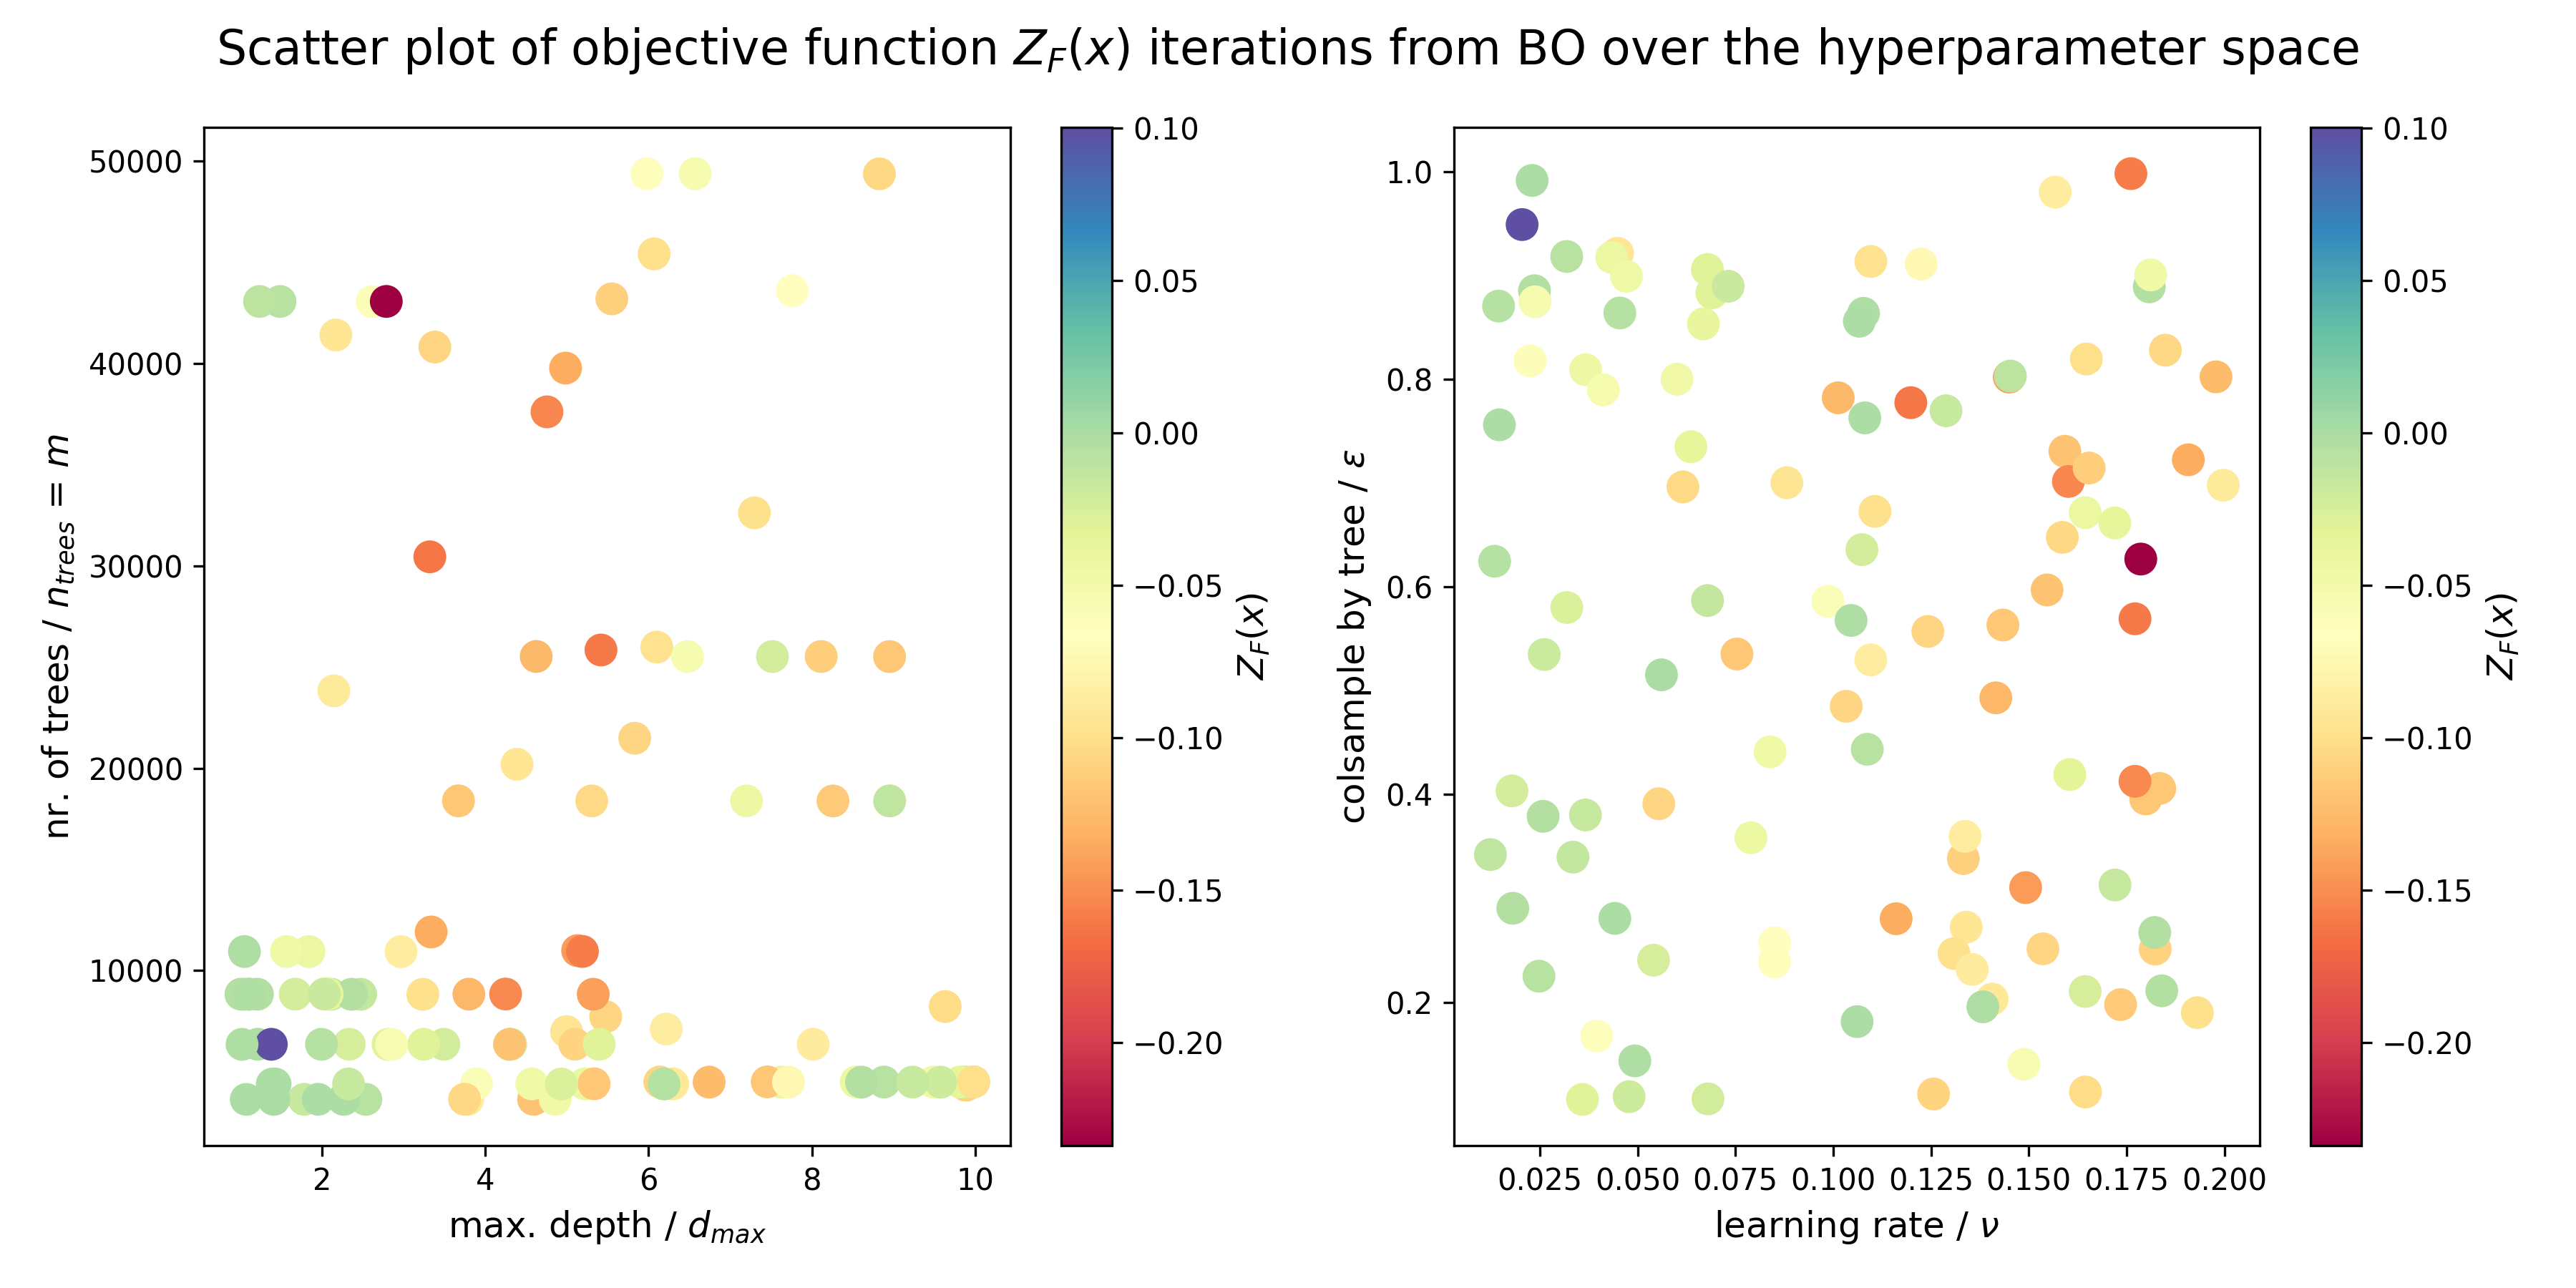 Scatter plot of objective function Z_F(x) iterations from BO over the hyperparameter space
nr. of trees / n_trees = m
50000
40000
30000
20000
10000
2 4 6 8 10
max. depth / d_max
0.10
0.05
0.00
−0.05
−0.10
−0.15
−0.20
Z_F(x)
colsample by tree / ε
1.0
0.8
0.6
0.4
0.2
0.025 0.050 0.075 0.100 0.125 0.150 0.175 0.200
learning rate / ν
0.10
0.05
0.00
−0.05
−0.10
−0.15
−0.20
Z_F(x)